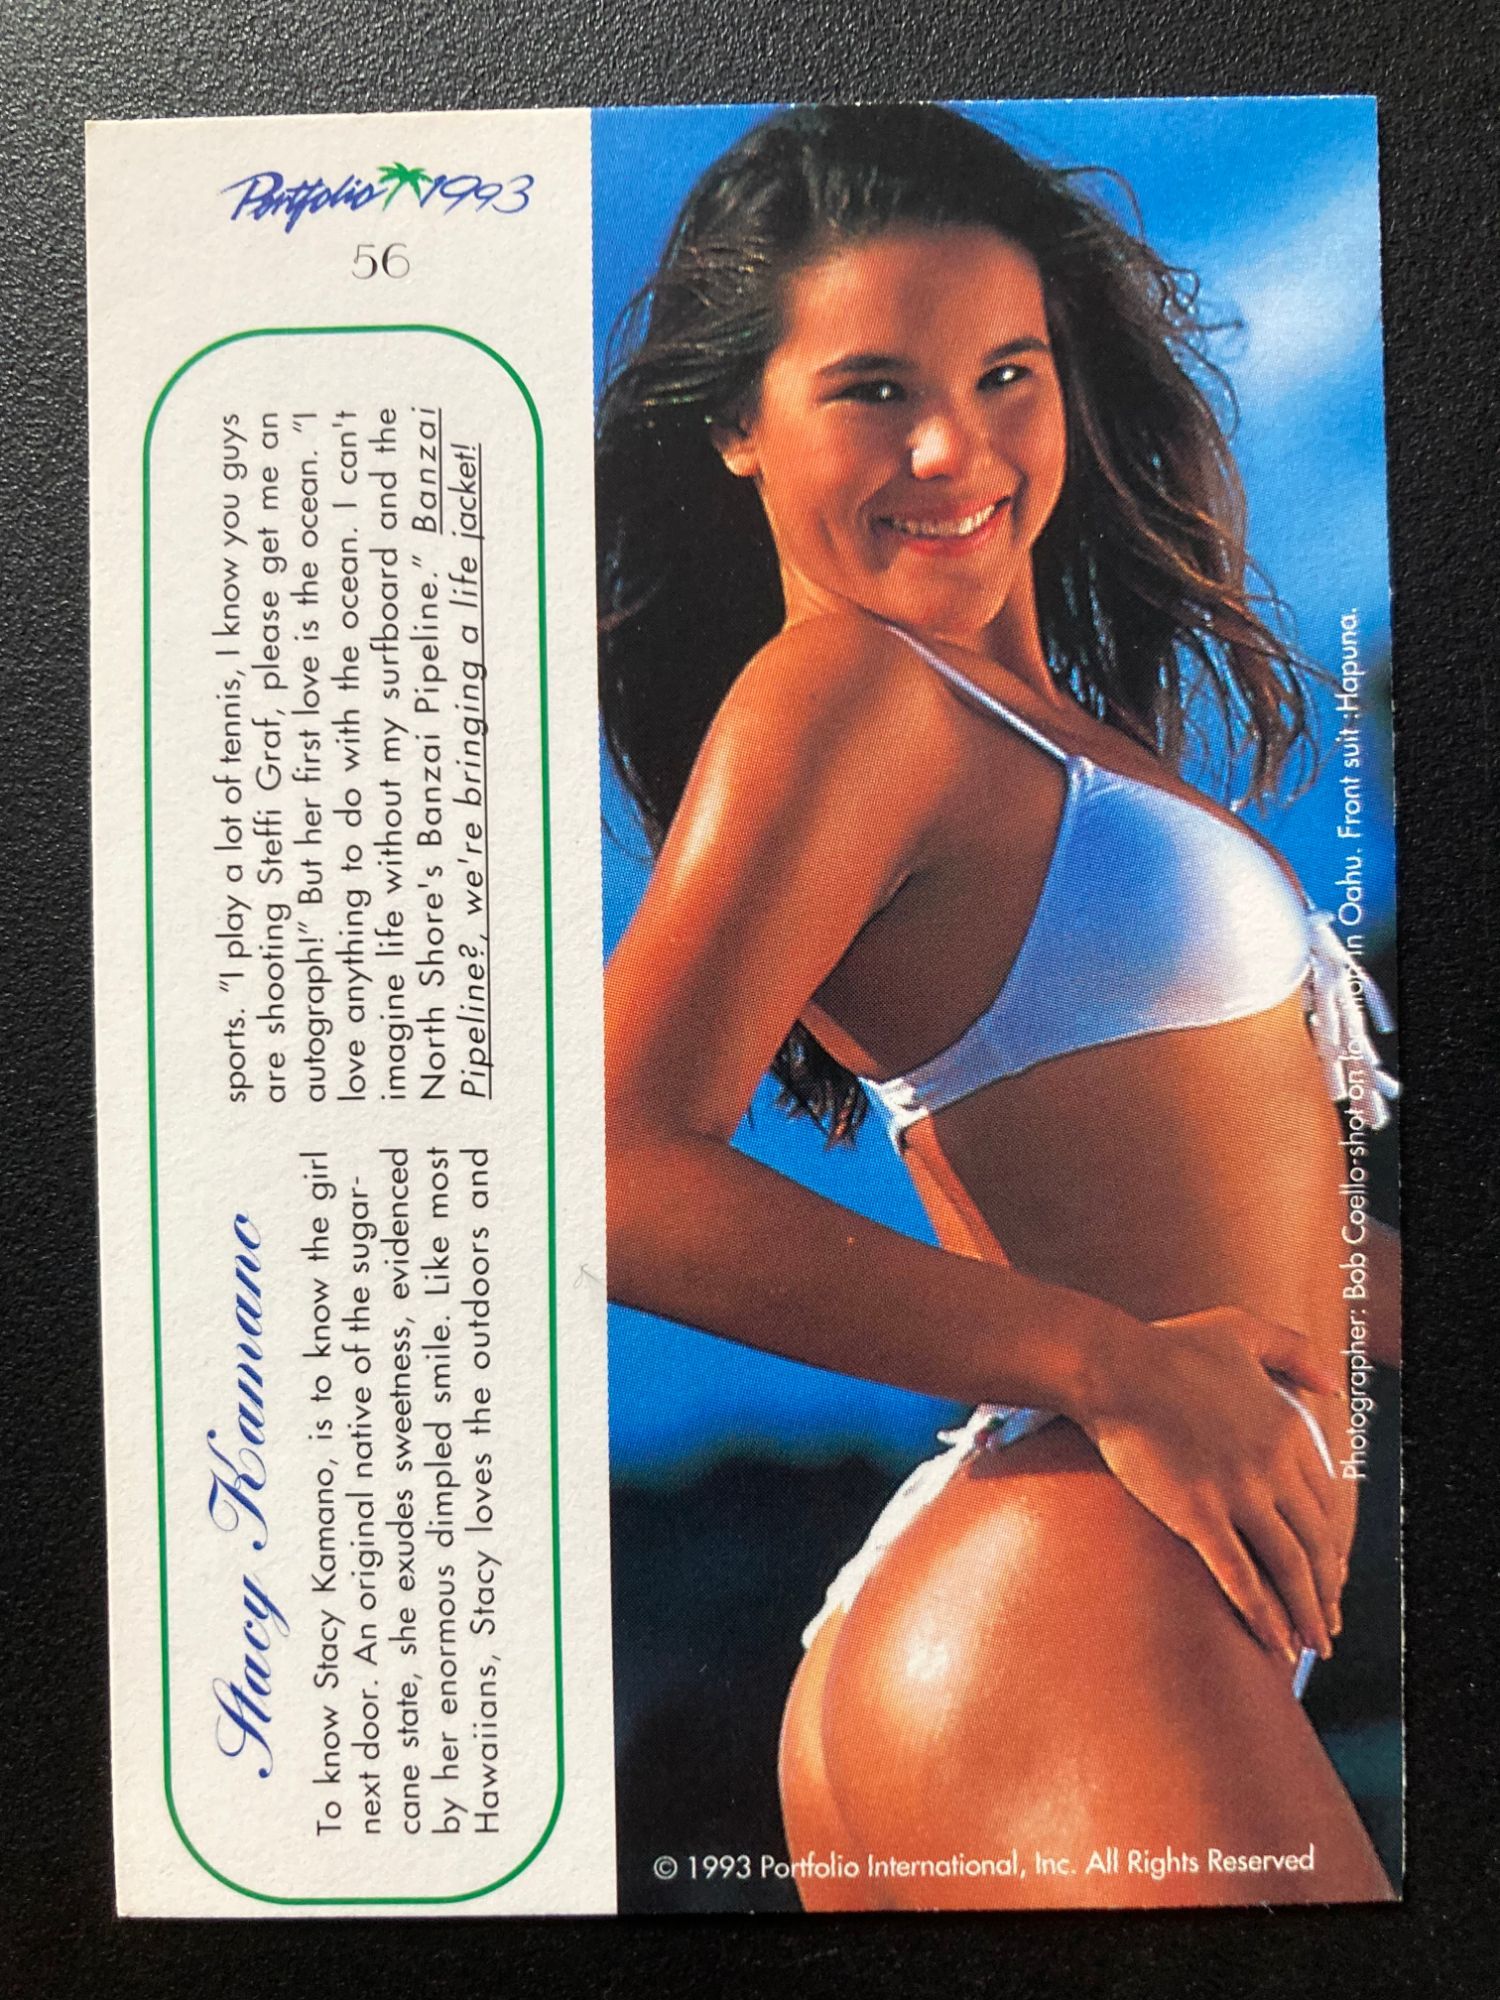 Stacy Kamano
To know Stacy Kamano, is to know the girl
next door. An original native of the sugar-
cane state, she exudes sweetness, evidenced
by her enormous dimpled smile. Like most
Hawaiians, Stacy loves the outdoors and
sports. "I play a lot of tennis, I know you guys
are shooting Steffi Graf, please get me an
autograph!" But her first love is the ocean. "I
love anything to do with the ocean. I can't
imagine life without my surfboard and the
North Shore's Banzai Pipeline." Banzai
Pipeline?, we're bringing a life jacket!
Portfolio 1993
56
Photographer: Bob Coello-shot on location in Oahu. Front suit :Hapuna.
© 1993 Portfolio International, Inc. All Rights Reserved